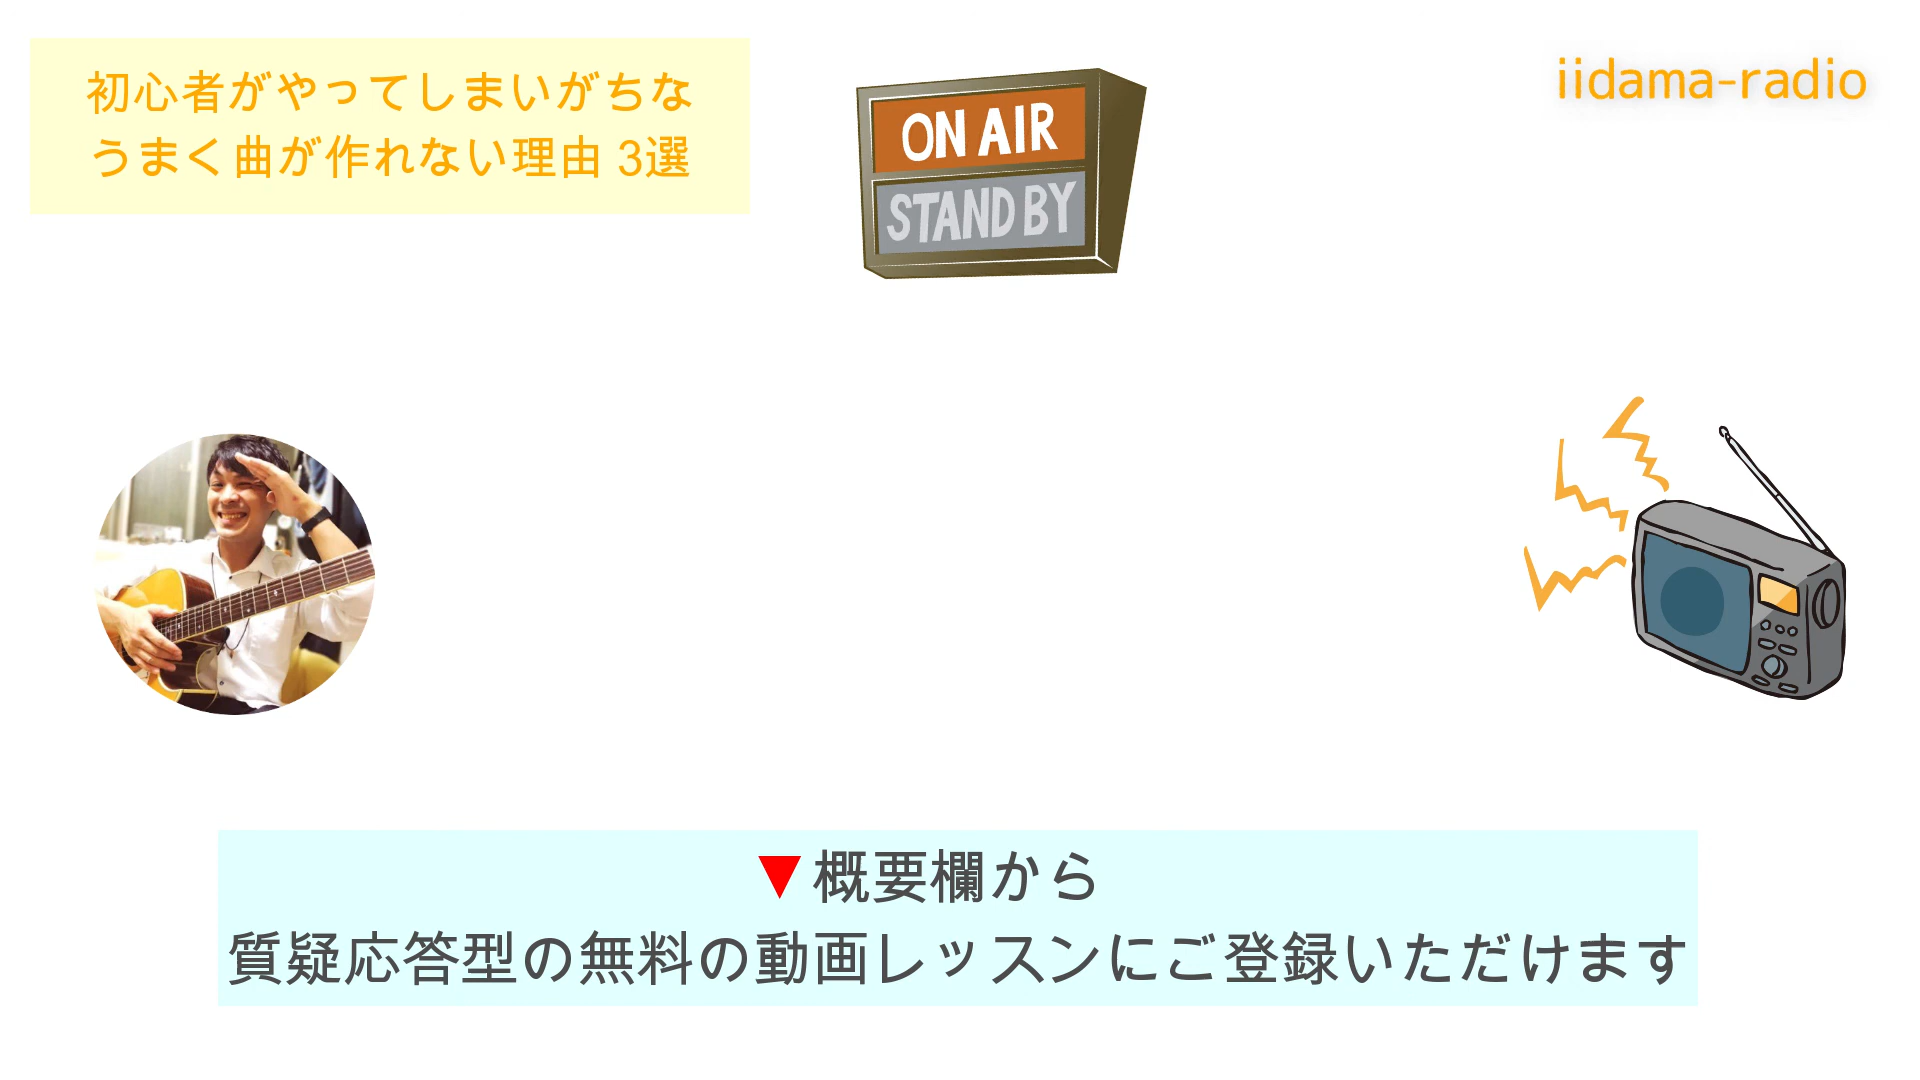 初心者がやってしまいがちな
うまく曲が作れない理由 3選
ON AIR
STAND BY
iidama-radio
▼概要欄から
質疑応答型の無料の動画レッスンにご登録いただけます